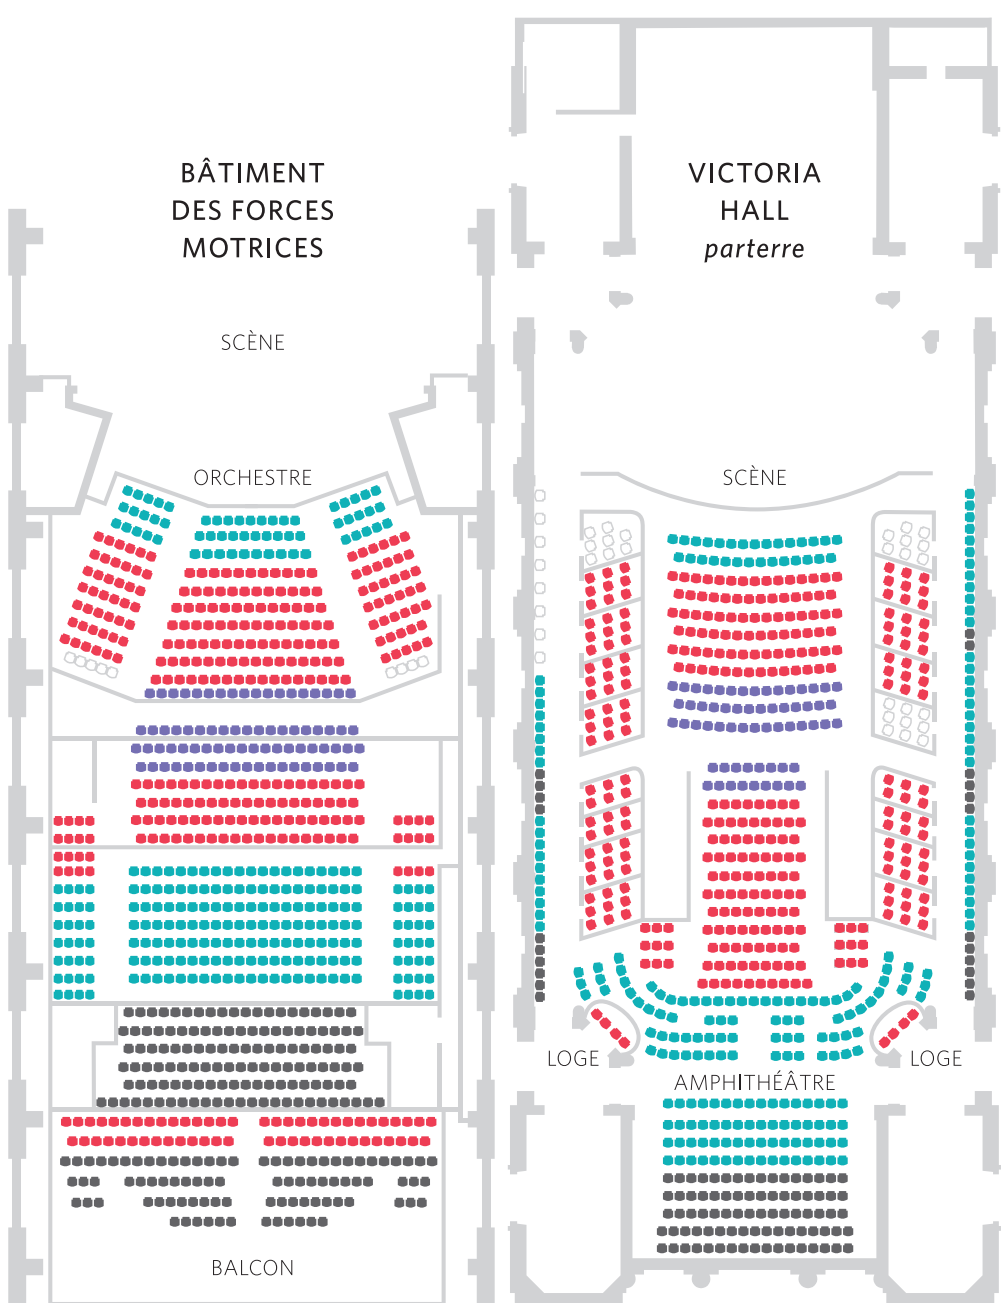 BÂTIMENT
DES FORCES
MOTRICES
SCÈNE
ORCHESTRE
BALCON
VICTORIA
HALL
parterre
SCÈNE
LOGE
LOGE
AMPHITHÉÂTRE